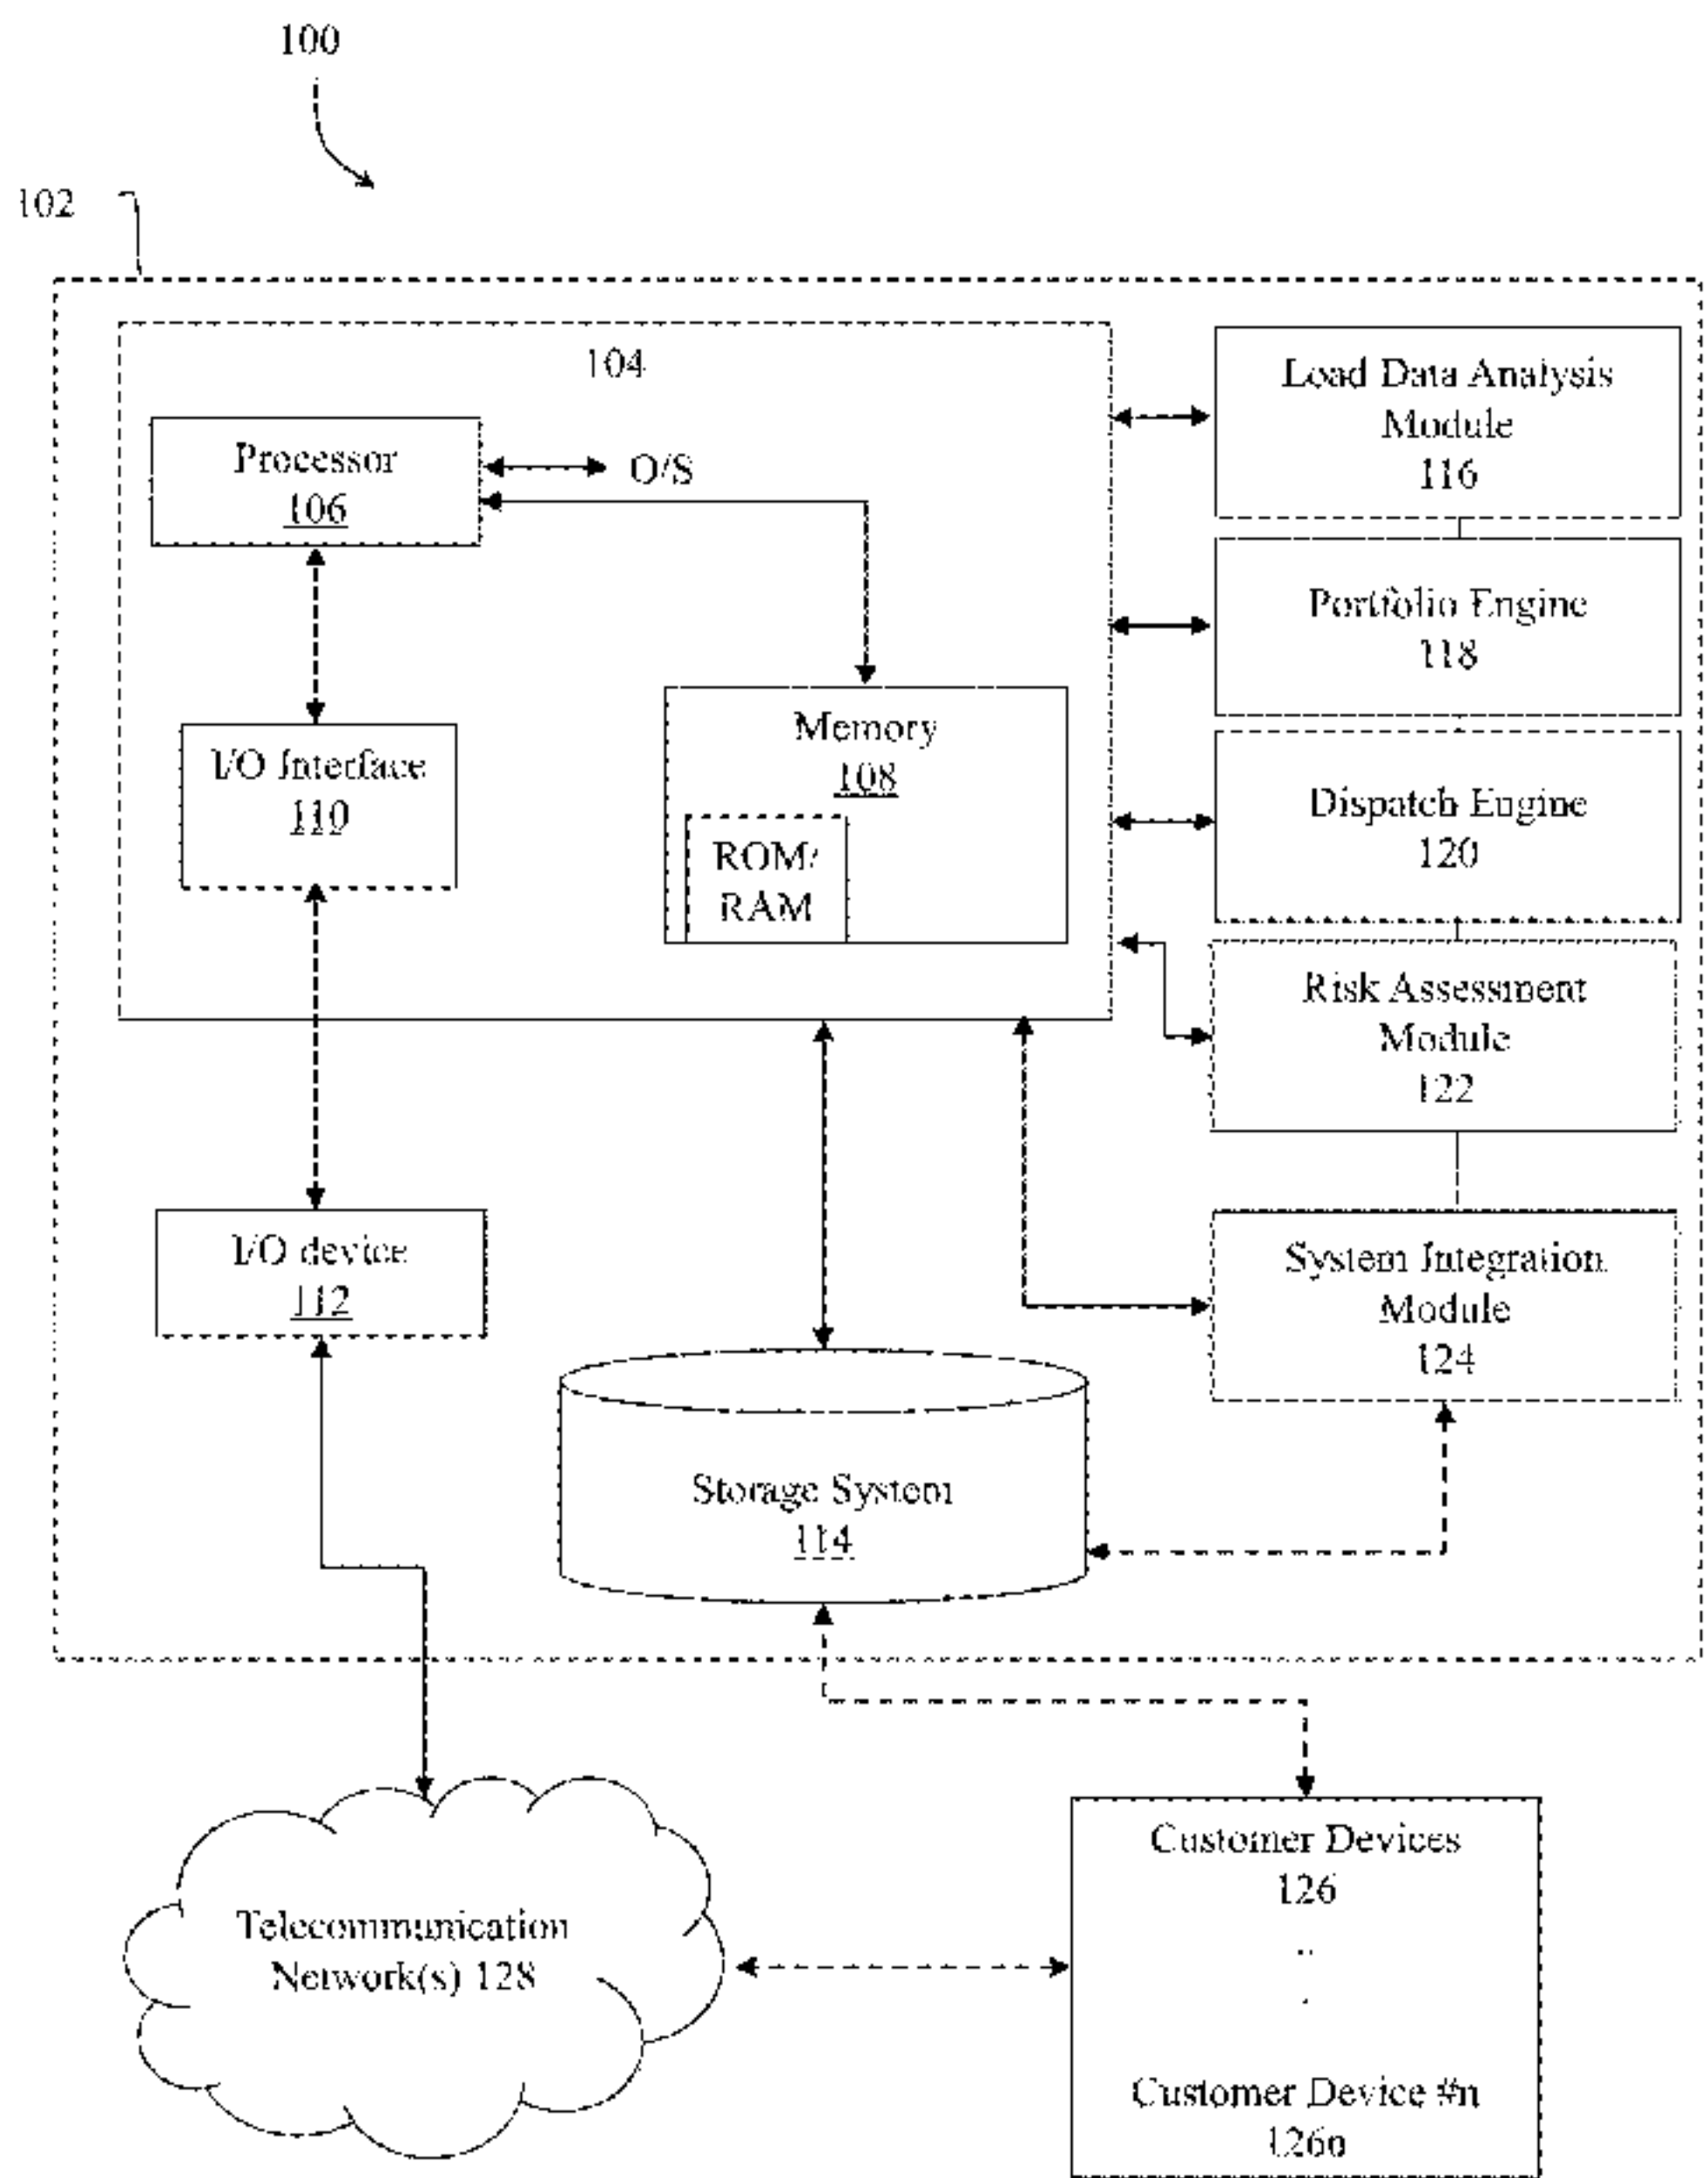 100
102
104
Processor
106
O/S
Memory
108
ROM/
RAM
I/O Interface
110
I/O device
112
Storage System
114
Load Data Analysis
Module
116
Portfolio Engine
118
Dispatch Engine
120
Risk Assessment
Module
122
System Integration
Module
124
Telecommunication
Network(s) 128
Customer Devices
126
Customer Device #n
126n